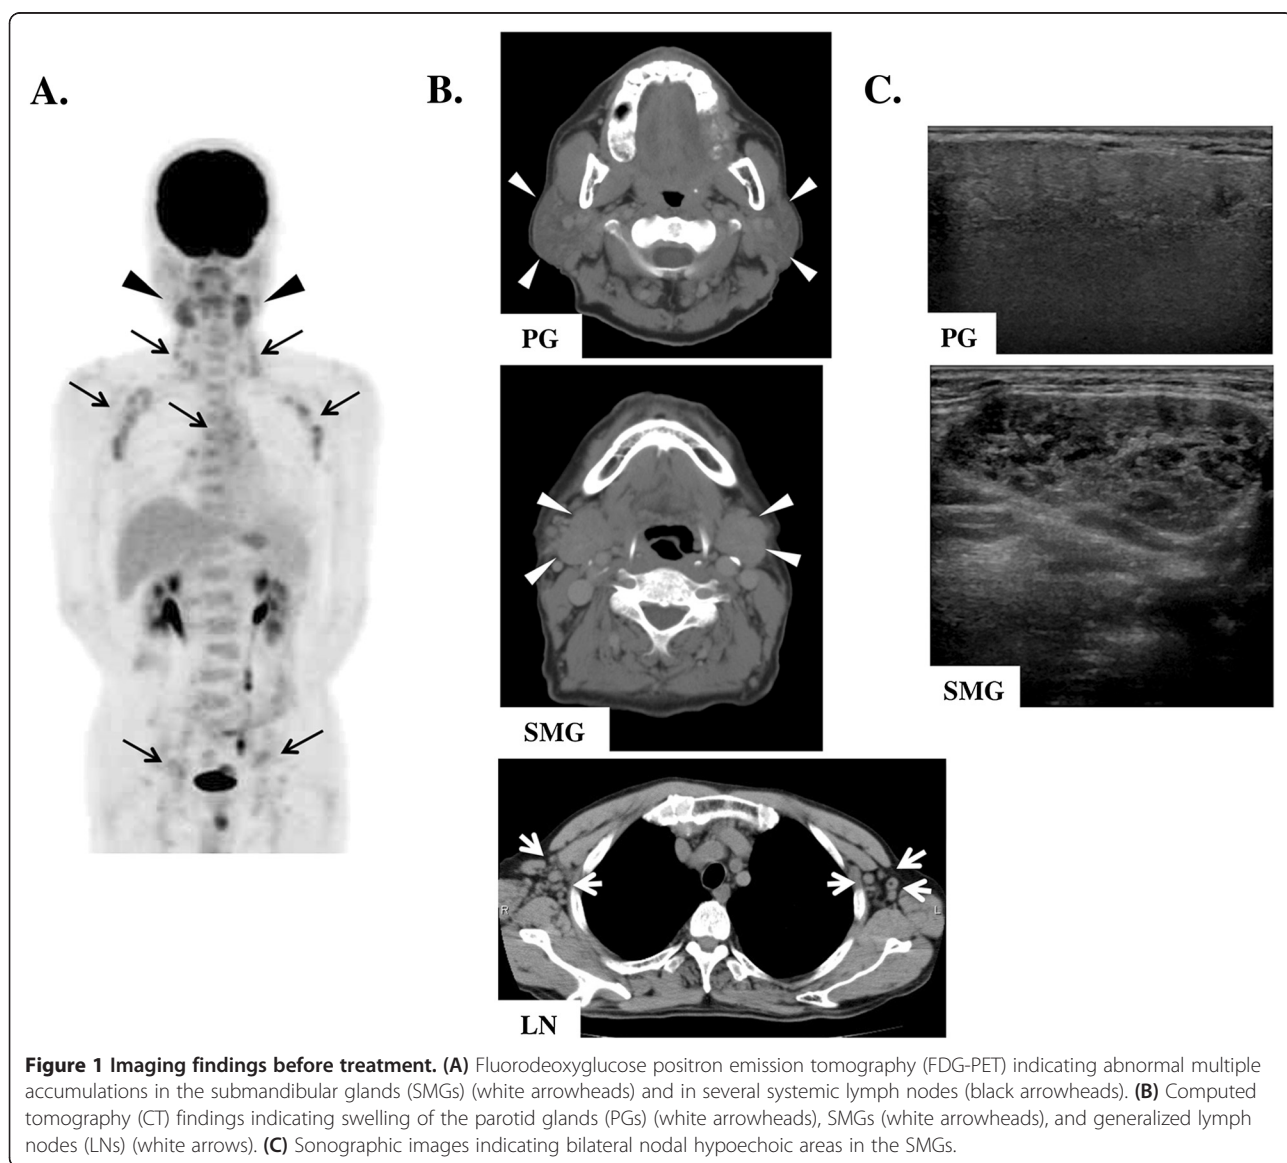 A.
B.
C.
PG
PG
SMG
SMG
R
L
LN
Figure 1 Imaging findings before treatment. (A) Fluorodeoxyglucose positron emission tomography (FDG-PET) indicating abnormal multiple
accumulations in the submandibular glands (SMGs) (white arrowheads) and in several systemic lymph nodes (black arrowheads). (B) Computed
tomography (CT) findings indicating swelling of the parotid glands (PGs) (white arrowheads), SMGs (white arrowheads), and generalized lymph
nodes (LNs) (white arrows). (C) Sonographic images indicating bilateral nodal hypoechoic areas in the SMGs.